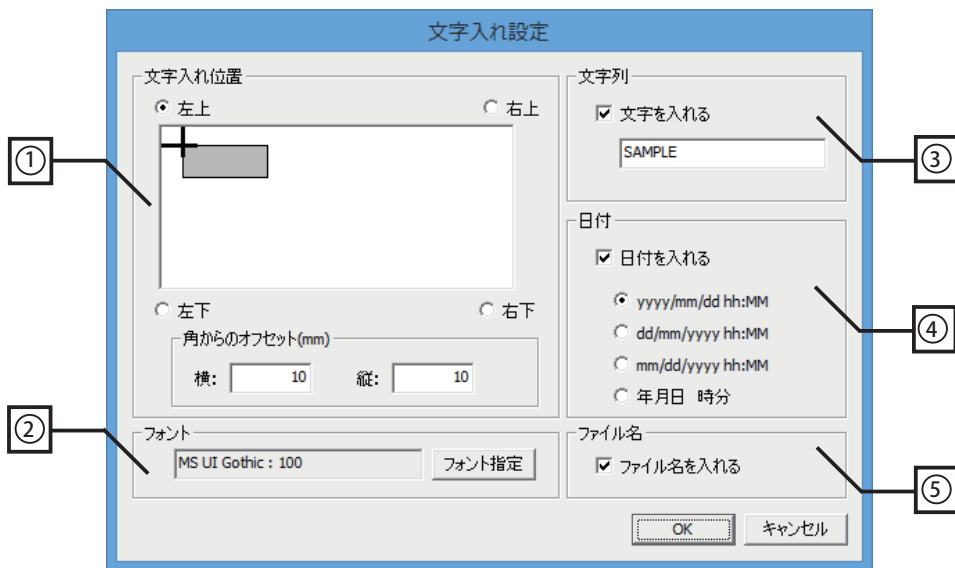 文字入れ設定
文字入れ位置
左上
右上
左下
右下
角からのオフセット(mm)
横:
10
縦:
10
フォント
MS UI Gothic : 100
フォント指定
文字列
文字を入れる
SAMPLE
日付
日付を入れる
yyyy/mm/dd hh:MM
dd/mm/yyyy hh:MM
mm/dd/yyyy hh:MM
年月日 時分
ファイル名
ファイル名を入れる
OK
キャンセル
①
②
③
④
⑤